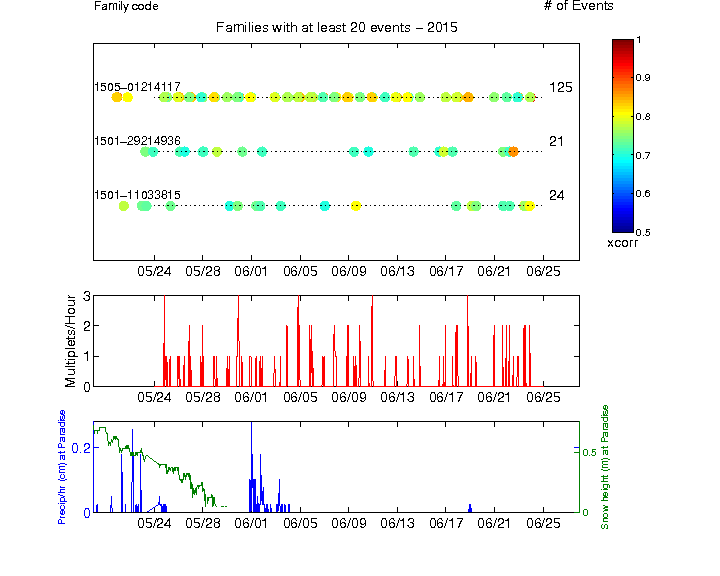 Family code
# of Events
Families with at least 20 events – 2015
1505–01214117
125
1501–29214936
21
1501–11033815
24
05/24 05/28 06/01 06/05 06/09 06/13 06/17 06/21 06/25
1
0.9
0.8
0.7
0.6
0.5
xcorr
Multiplets/Hour
3
2
1
0
05/24 05/28 06/01 06/05 06/09 06/13 06/17 06/21 06/25
Precip/hr (cm) at Paradise
0.2
0
0.5
0
Snow height (m) at Paradise
05/24 05/28 06/01 06/05 06/09 06/13 06/17 06/21 06/25